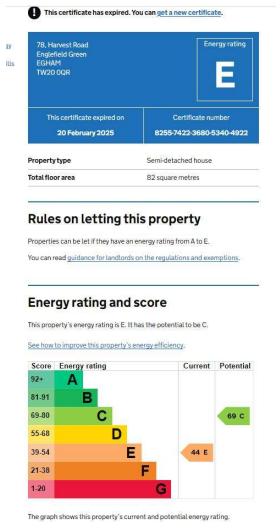 This certificate has expired. You can get a new certificate.
78, Harvest Road
Englefield Green
EGHAM
TW20 0QR
Energy rating
E
This certificate expired on
20 February 2025
Certificate number
8255-7422-3680-5340-4922
Property type Semi-detached house
Total floor area 82 square metres
Rules on letting this property
Properties can be let if they have an energy rating from A to E.
You can read guidance for landlords on the regulations and exemptions.
Energy rating and score
This property's energy rating is E. It has the potential to be C.
See how to improve this property's energy efficiency.
Score Energy rating Current Potential
92+ A
81-91 B
69-80 C 69 C
55-68 D
39-54 E 44 E
21-38 F
1-20 G
The graph shows this property's current and potential energy rating.